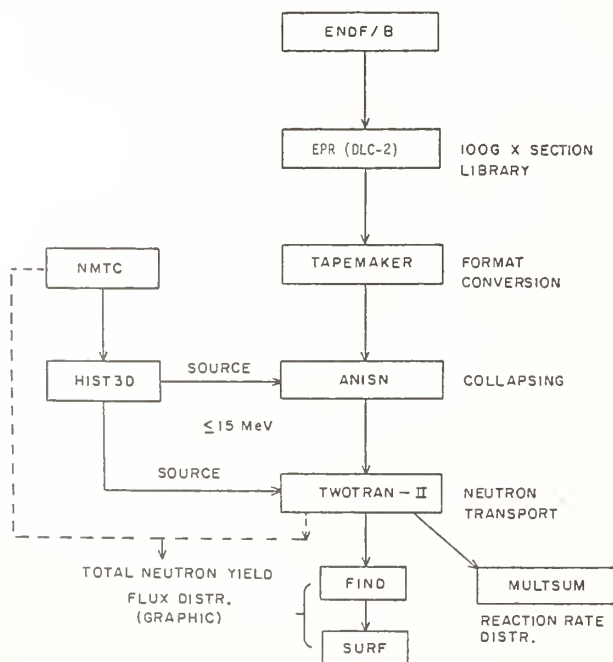 ENDF/B
EPR (DLC-2)
100G X SECTION
LIBRARY
NMTC
TAPEMAKER
FORMAT
CONVERSION
HIST3D
SOURCE
ANISN
COLLAPSING
≤15 MeV
SOURCE
TWOTRAN-II
NEUTRON
TRANSPORT
TOTAL NEUTRON YIELD
FLUX DISTR.
(GRAPHIC)
FIND
MULTSUM
REACTION RATE
DISTR.
SURF